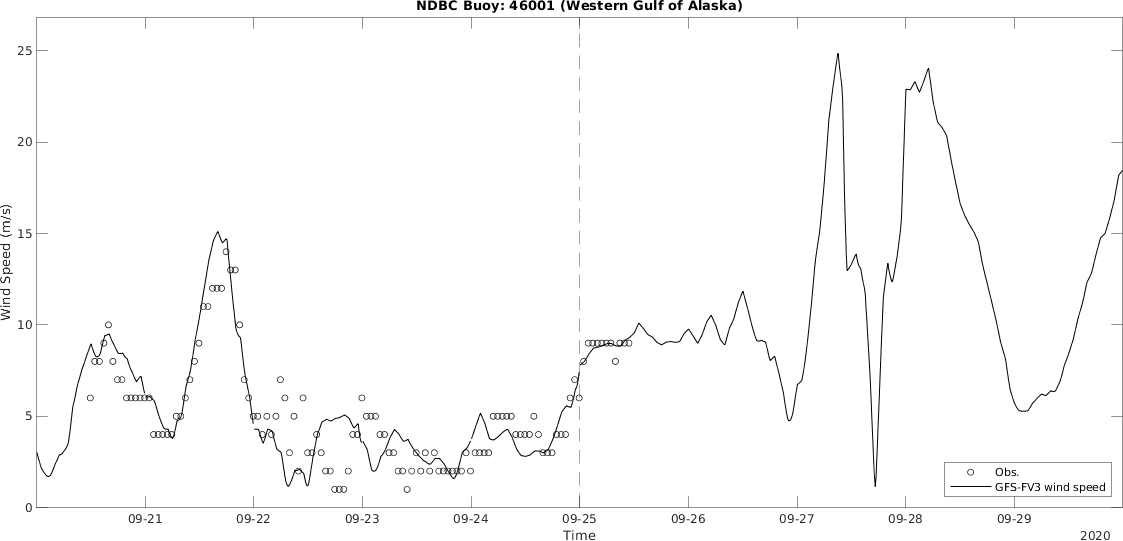 NDBC Buoy: 46001 (Western Gulf of Alaska)
25
20
15
10
5
0
Wind Speed (m/s)
09-21 09-22 09-23 09-24 09-25 09-26 09-27 09-28 09-29
Time
2020
Obs.
GFS-FV3 wind speed